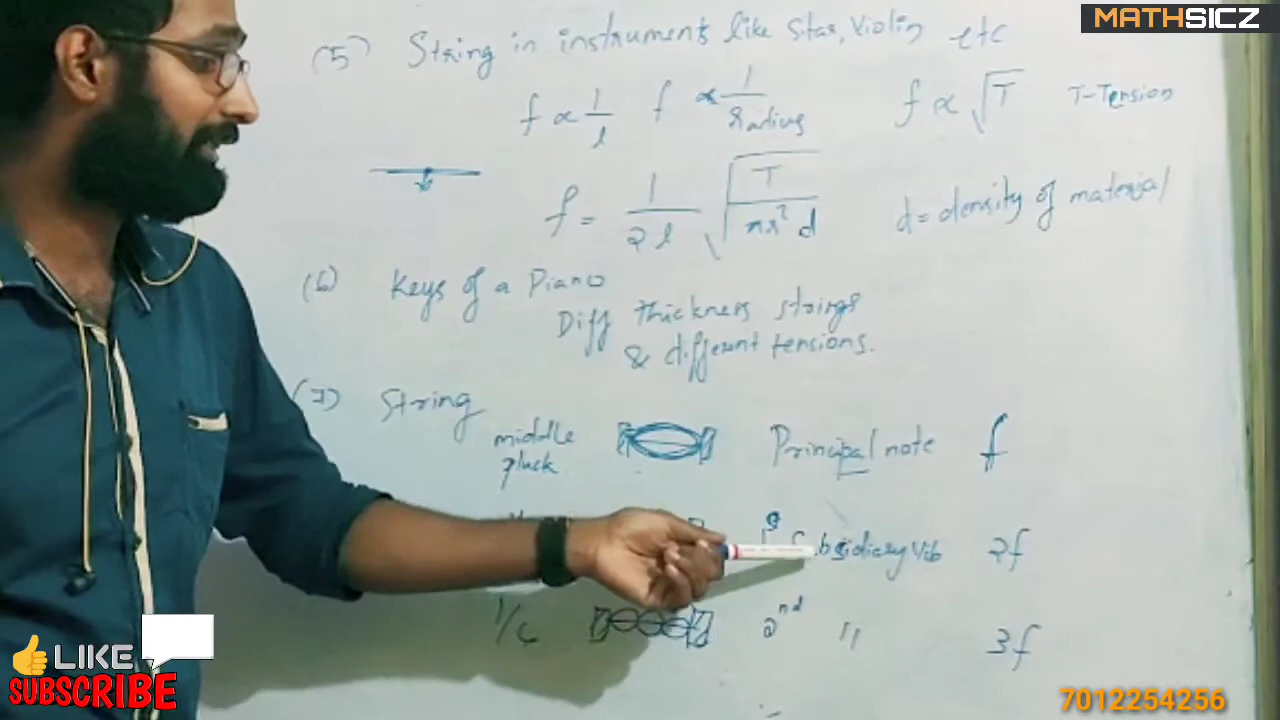 MATHSICZ
(5) String in instruments like Sitar, Violin etc
f ∝ 1/l f ∝ 1/Radius f ∝ √T T-Tension
f = 1/2l √(T/πr²d) d = density of material
(6) Keys of a Piano
Diff thickness strings
& different tensions.
(7) String
middle
pluck
Principal note f
bsidiary Vib 2f
1/6 2nd " 3f
LIKE
SUBSCRIBE
7012254256